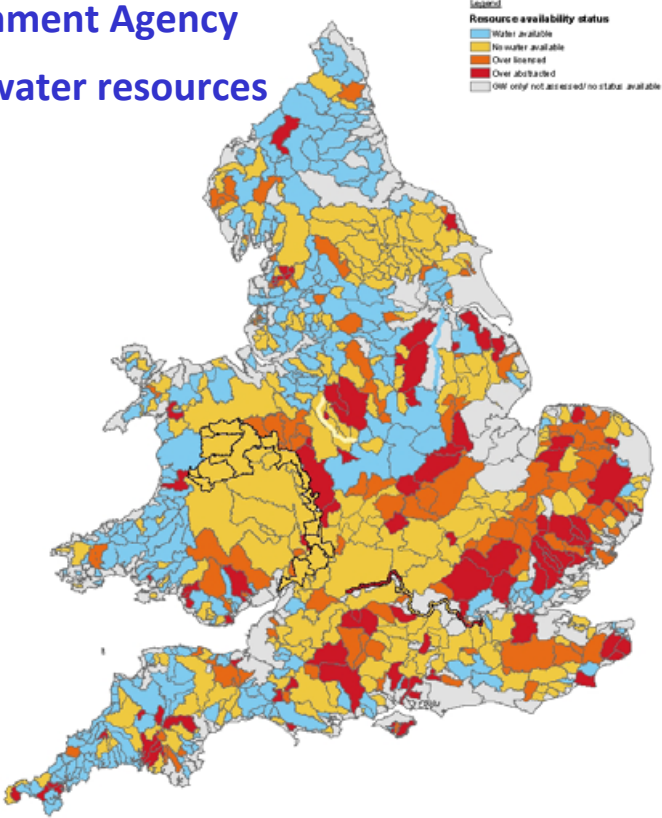 nment Agency
water resources
Legend
Resource availability status
Water available
No water available
Over licensed
Over abstracted
GW only/ not assessed/ no status available